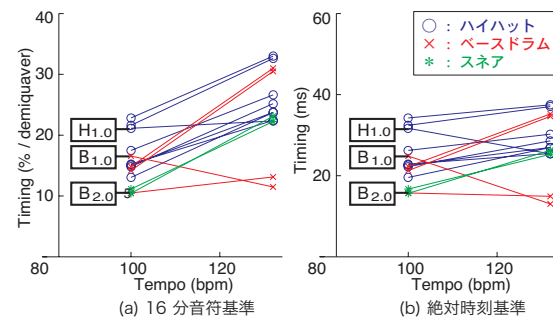 ○ : ハイハット
× : ベースドラム
* : スネア
Timing (% / demiquaver)
40
30
20
10
H1.0
B1.0
B2.0
80
100
120
Tempo (bpm)
(a) 16 分音符基準
Timing (ms)
60
40
20
H1.0
B1.0
B2.0
80
100
120
Tempo (bpm)
(b) 絶対時刻基準